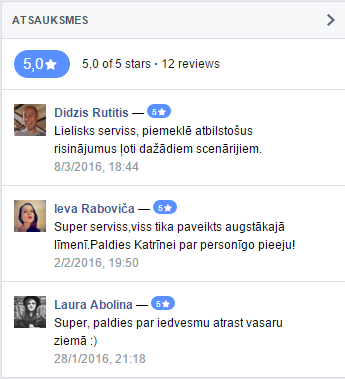 ATSAUKSMES
5,0★ 5,0 of 5 stars · 12 reviews
Didzis Rutitis — 5★
Lielisks serviss, piemeklē atbilstošus
risinājumus ļoti dažādiem scenārijiem.
8/3/2016, 18:44
Ieva Raboviča — 5★
Super serviss,viss tika paveikts augstākajā
līmenī.Paldies Katrīnei par personīgo pieeju!
2/2/2016, 19:50
Laura Abolina — 5★
Super, paldies par iedvesmu atrast vasaru
ziemā :)
28/1/2016, 21:18